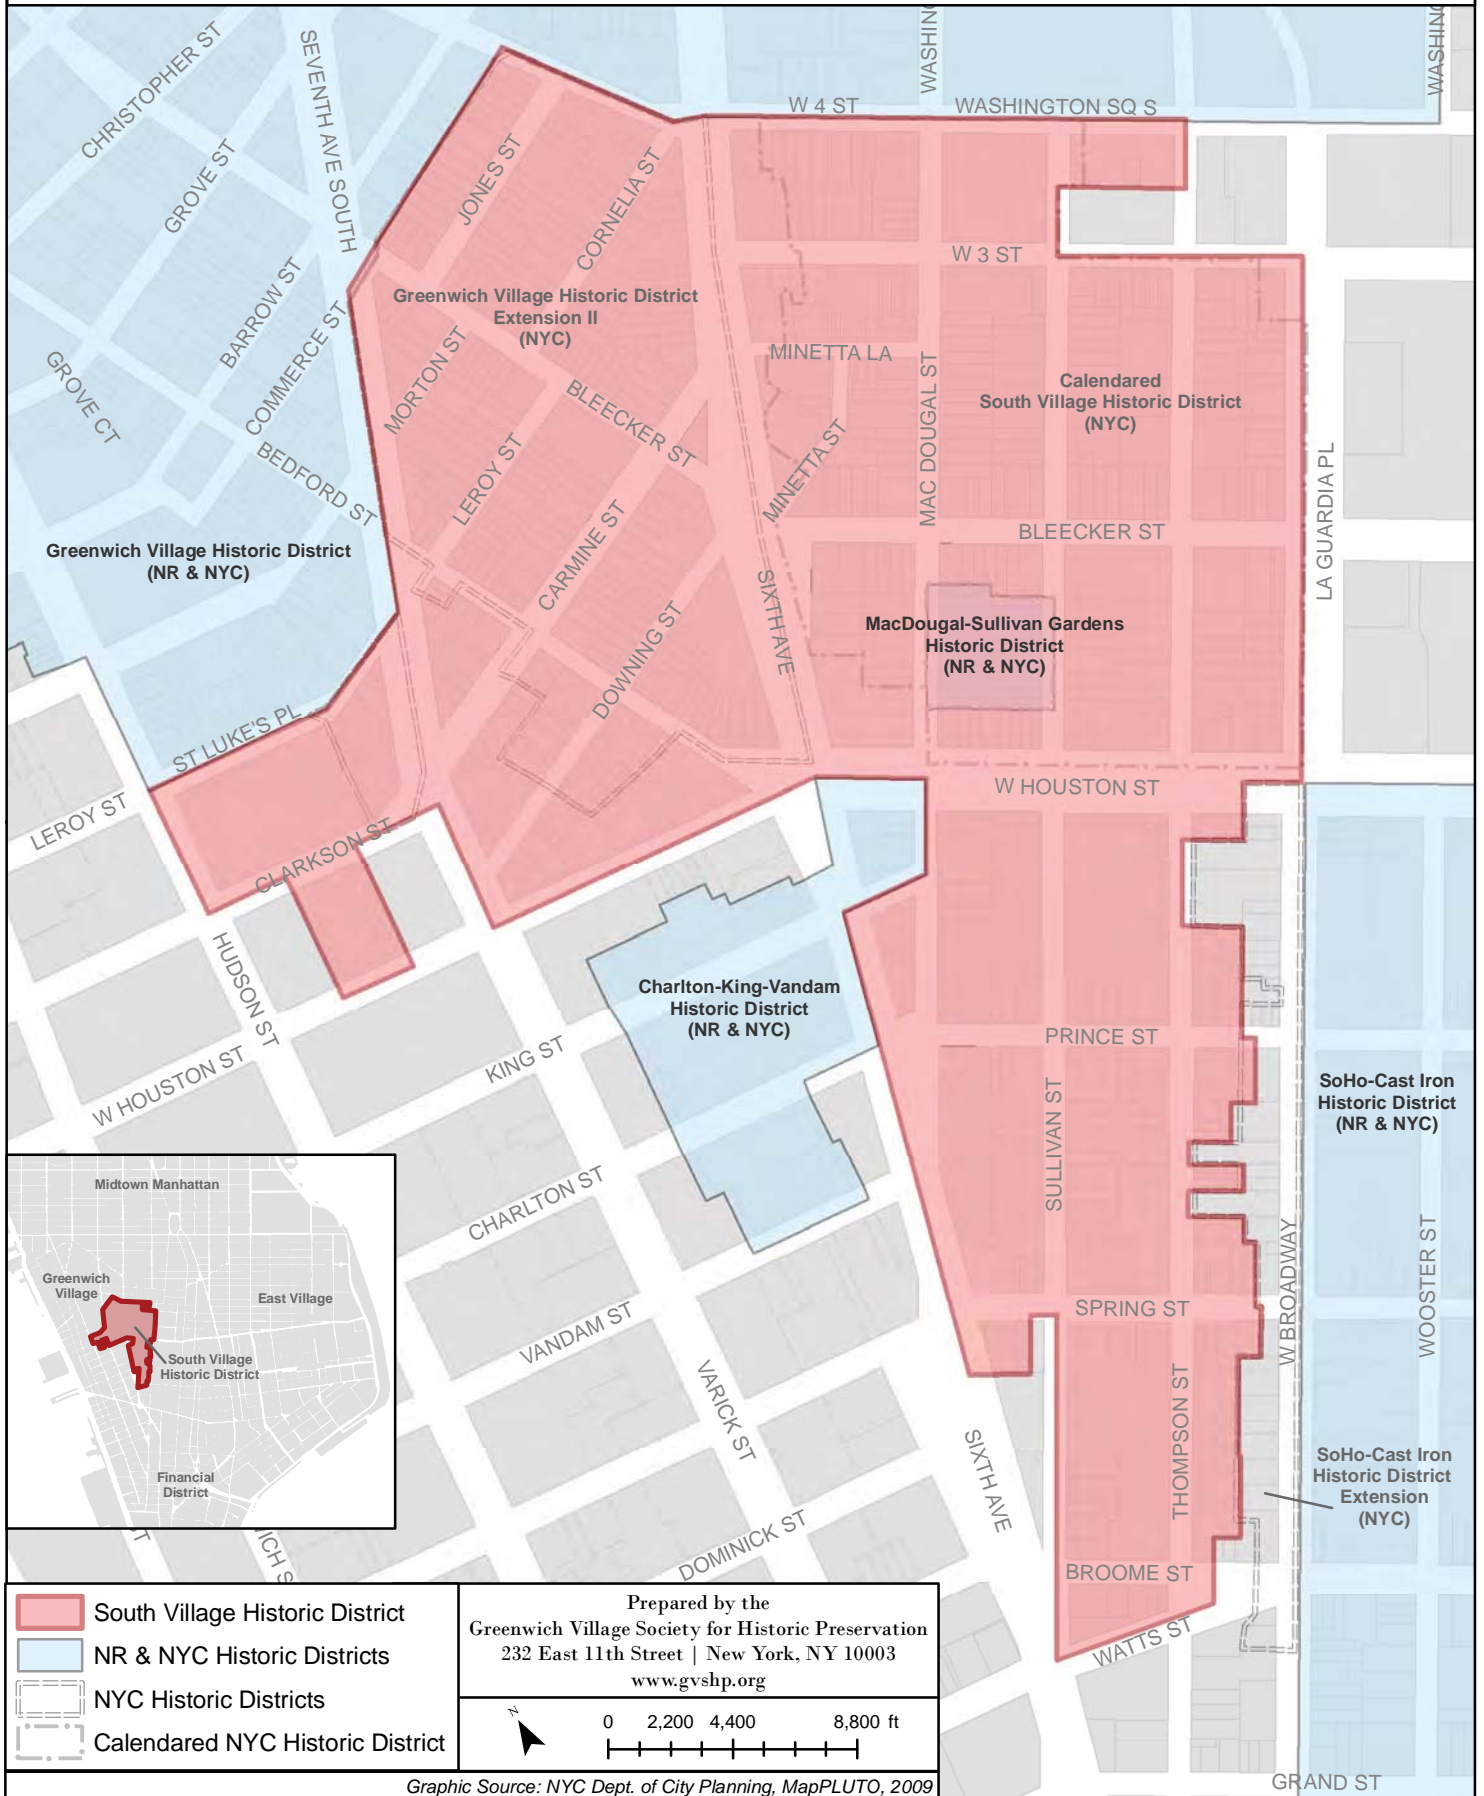 CHRISTOPHER ST
SEVENTH AVE SOUTH
WASHIN
WASHING
W 4 ST
WASHINGTON SQ S
GROVE ST
JONES ST
CORNELIA ST
W 3 ST
BARROW ST
COMMERCE ST
Greenwich Village Historic District
Extension II
(NYC)
MORTON ST
MINETTA LA
GROVE CT
BLEECKER ST
MAC DOUGAL ST
Calendared
South Village Historic District
(NYC)
BEDFORD ST
LEROY ST
MINETTA ST
LA GUARDIA PL
Greenwich Village Historic District
(NR & NYC)
CARMINE ST
BLEECKER ST
DOWNING ST
SIXTH AVE
MacDougal-Sullivan Gardens
Historic District
(NR & NYC)
ST LUKE'S PL
W HOUSTON ST
LEROY ST
CLARKSON ST
HUDSON ST
Charlton-King-Vandam
Historic District
(NR & NYC)
PRINCE ST
W HOUSTON ST
KING ST
SULLIVAN ST
SoHo-Cast Iron
Historic District
(NR & NYC)
CHARLTON ST
W BROADWAY
WOOSTER ST
Midtown Manhattan
Greenwich
Village
East Village
South Village
Historic District
Financial
District
VANDAM ST
SPRING ST
VARICK ST
THOMPSON ST
SIXTH AVE
SoHo-Cast Iron
Historic District
Extension
(NYC)
ST
WICH S
DOMINICK ST
BROOME ST
WATTS ST
South Village Historic District
NR & NYC Historic Districts
NYC Historic Districts
Calendared NYC Historic District
Prepared by the
Greenwich Village Society for Historic Preservation
232 East 11th Street | New York, NY 10003
www.gvshp.org
N
0 2,200 4,400 8,800 ft
Graphic Source: NYC Dept. of City Planning, MapPLUTO, 2009
GRAND ST